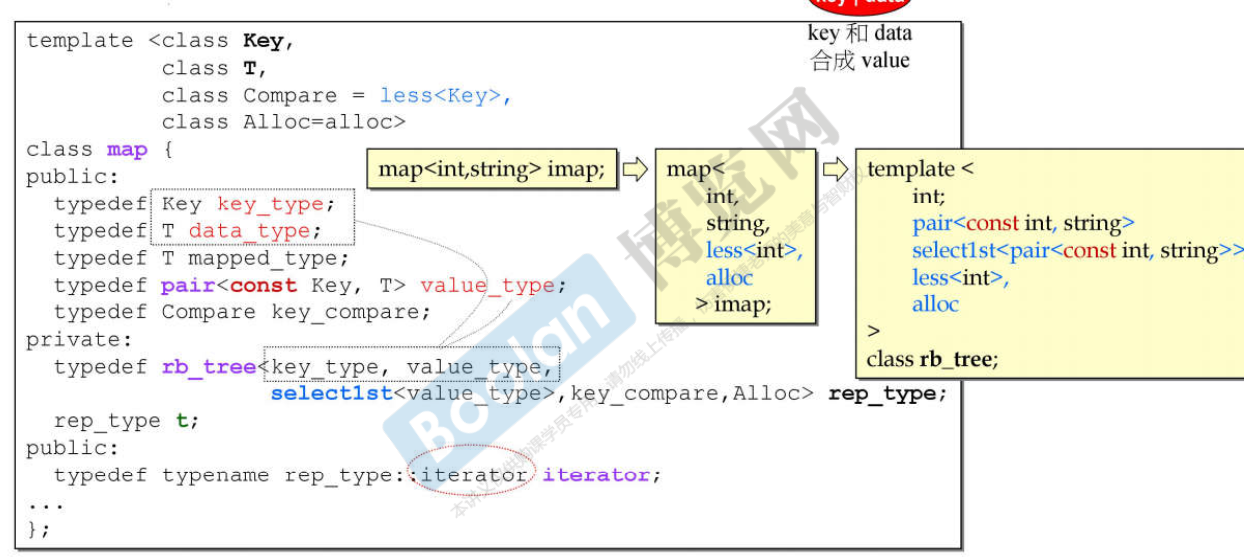 key | data
key 和 data
合成 value
template <class Key,
class T,
class Compare = less<Key>,
class Alloc=alloc>
class map {
public:
typedef Key key_type;
typedef T data_type;
typedef T mapped_type;
typedef pair<const Key, T> value_type;
typedef Compare key_compare;
private:
typedef rb_tree<key_type, value_type,
select1st<value_type>,key_compare,Alloc> rep_type;
rep_type t;
public:
typedef typename rep_type::iterator iterator;
...
};
map<int,string> imap;
map<
int,
string,
less<int>,
alloc
> imap;
template <
int;
pair<const int, string>
select1st<pair<const int, string>>
less<int>,
alloc
>
class rb_tree;
Boolan 博览网